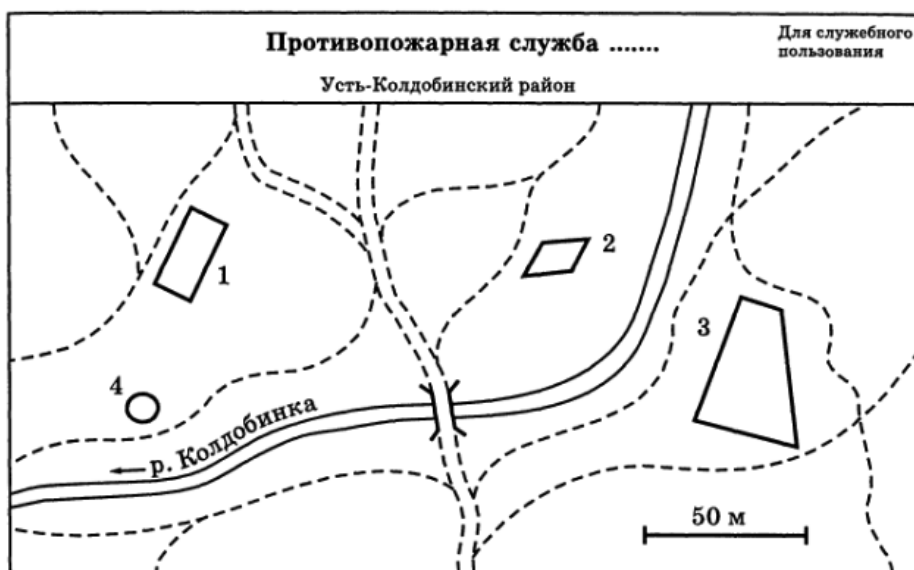 Противопожарная служба .......
Для служебного
пользования
Усть-Колдобинский район
1
2
3
4
р. Колдобинка
50 м